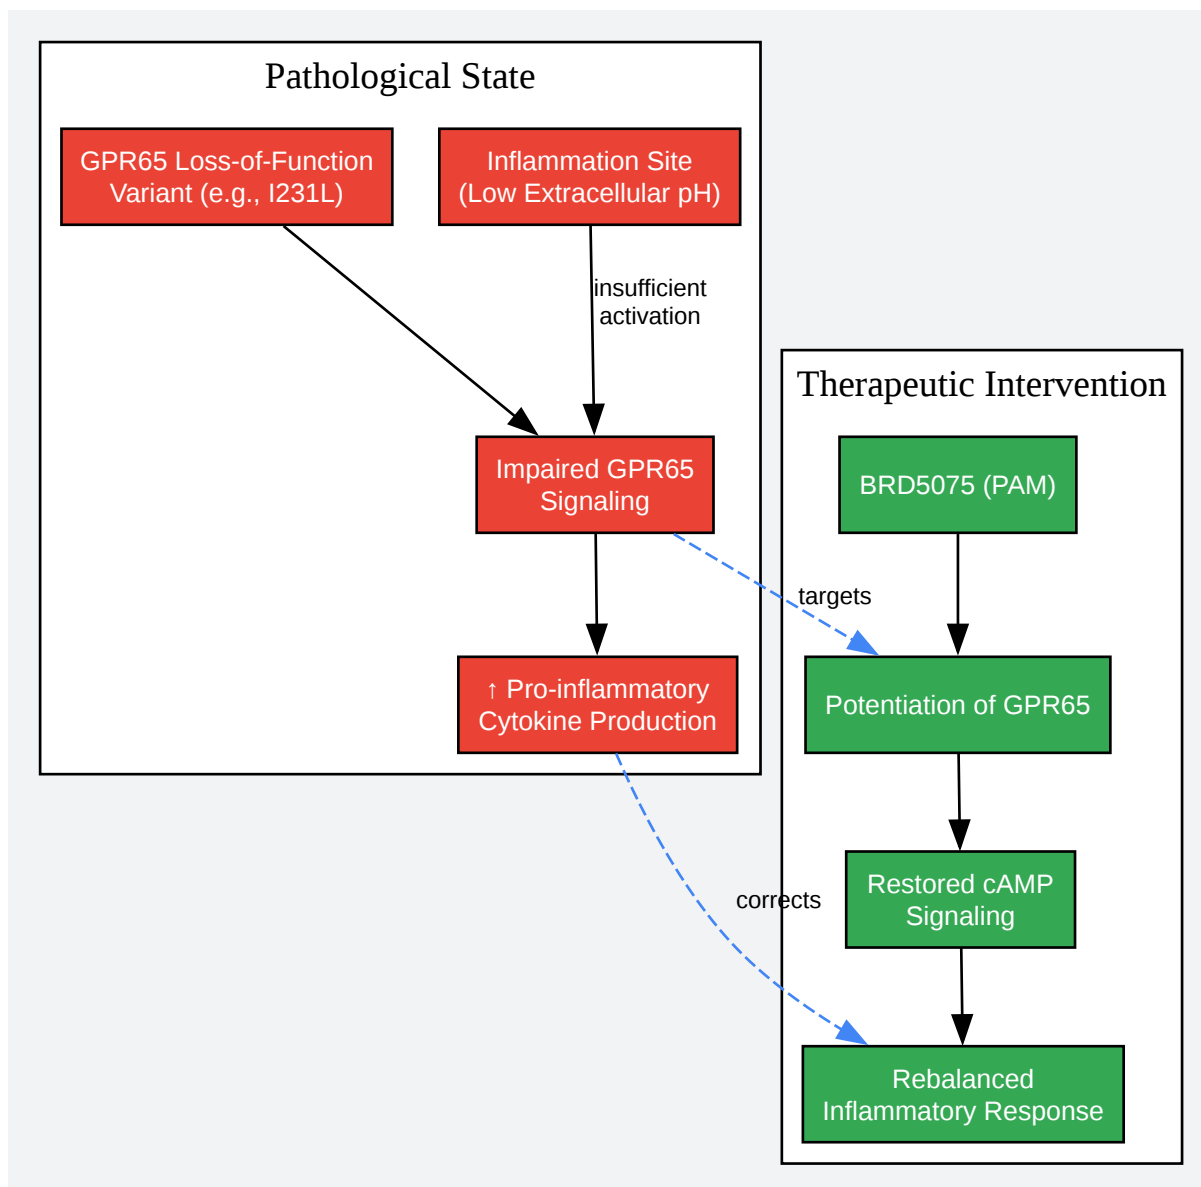 Pathological State
GPR65 Loss-of-Function
Variant (e.g., I231L)
Inflammation Site
(Low Extracellular pH)
insufficient
activation
Impaired GPR65
Signaling
↑ Pro-inflammatory
Cytokine Production
Therapeutic Intervention
BRD5075 (PAM)
targets
Potentiation of GPR65
Restored cAMP
Signaling
corrects
Rebalanced
Inflammatory Response